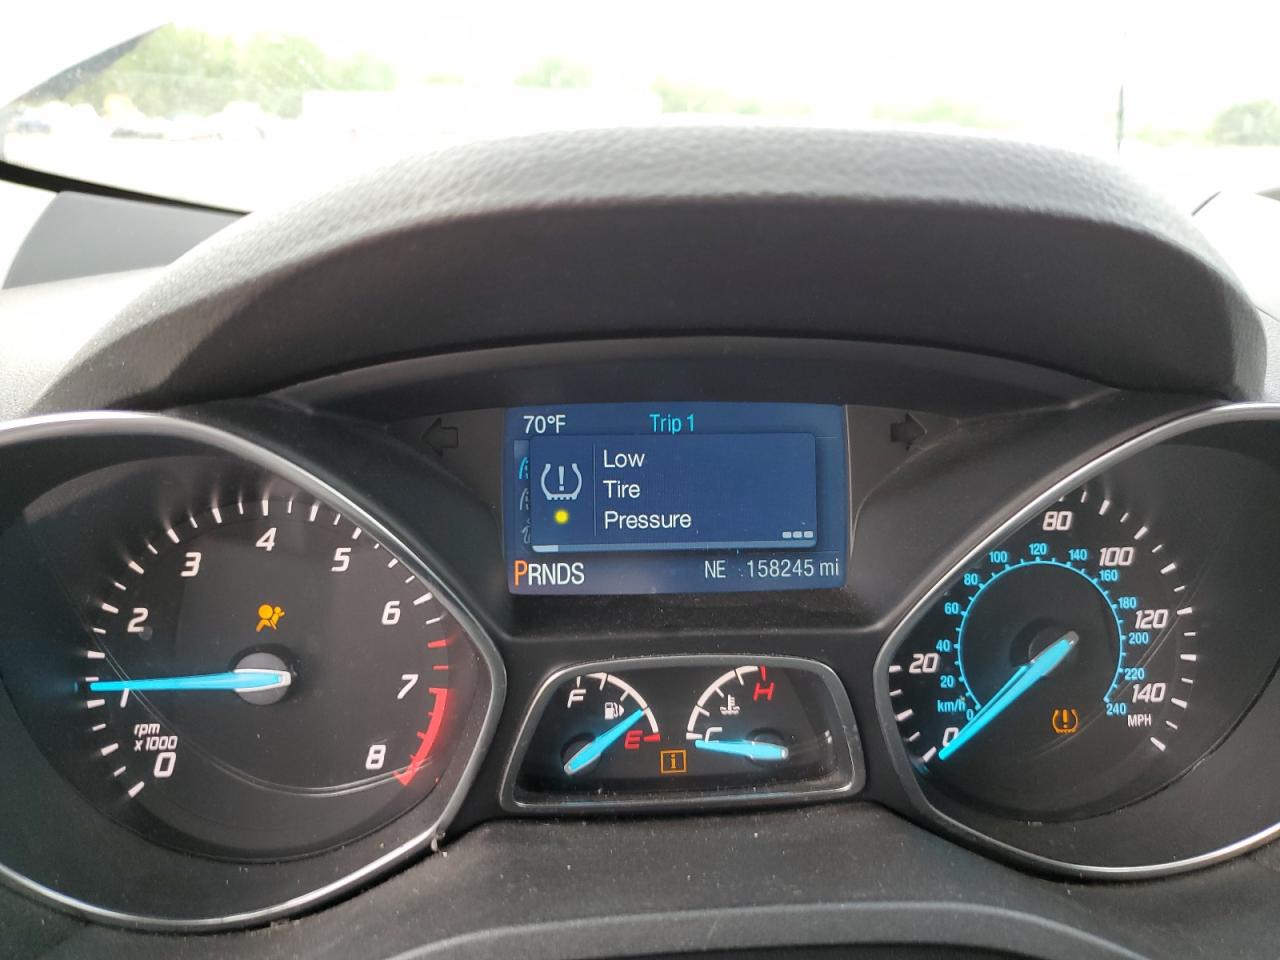 70°F Trip 1
Low
Tire
Pressure
PRNDS NE 158245 mi
0 1 2 3 4 5 6 7 8
rpm
x1000
F E
i
C H
0 20 80 100 120 140
MPH
km/h
0 20 40 60 80 100 120 140 160 180 200 220 240